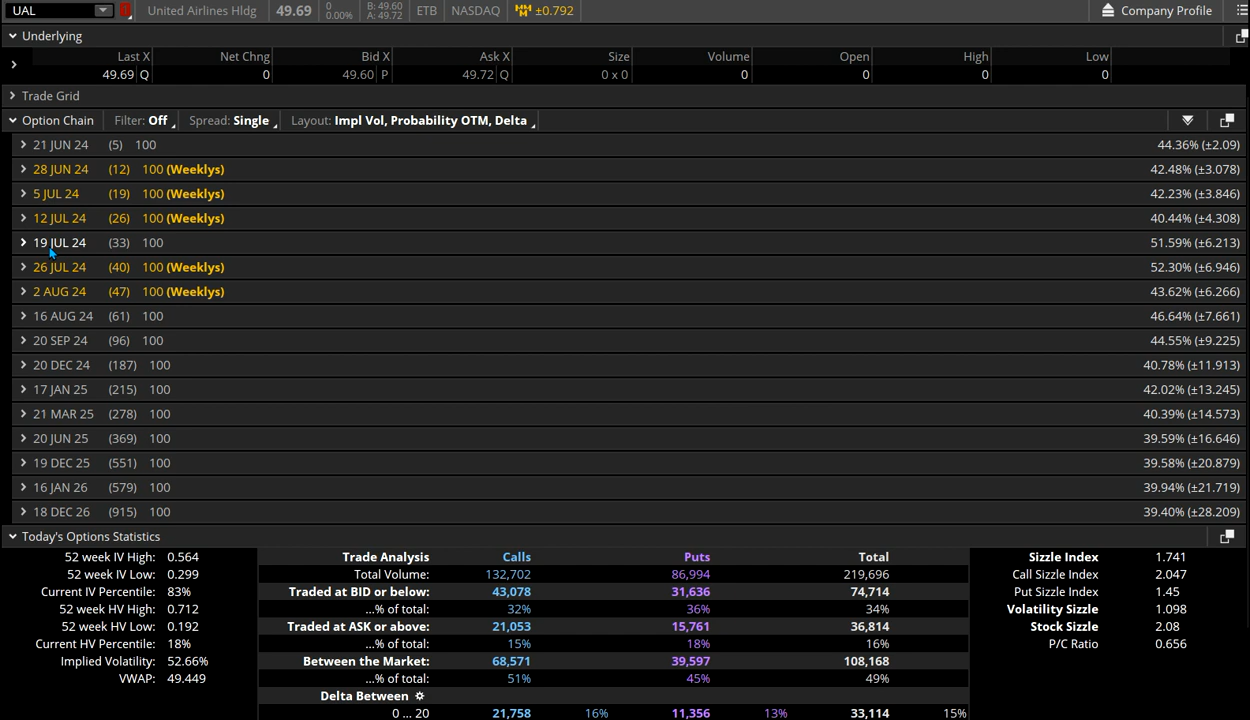 UAL United Airlines Hldg 49.69 0 0.00% B: 49.60 A: 49.72 ETB NASDAQ ±0.792 Company Profile
Underlying
Last X Net Chng Bid X Ask X Size Volume Open High Low
49.69 Q 0 49.60 P 49.72 Q 0 x 0 0 0 0 0
Trade Grid
Option Chain Filter: Off Spread: Single Layout: Impl Vol, Probability OTM, Delta
21 JUN 24 (5) 100 44.36% (±2.09)
28 JUN 24 (12) 100 (Weeklys) 42.48% (±3.078)
5 JUL 24 (19) 100 (Weeklys) 42.23% (±3.846)
12 JUL 24 (26) 100 (Weeklys) 40.44% (±4.308)
19 JUL 24 (33) 100 51.59% (±6.213)
26 JUL 24 (40) 100 (Weeklys) 52.30% (±6.946)
2 AUG 24 (47) 100 (Weeklys) 43.62% (±6.266)
16 AUG 24 (61) 100 46.64% (±7.661)
20 SEP 24 (96) 100 44.55% (±9.225)
20 DEC 24 (187) 100 40.78% (±11.913)
17 JAN 25 (215) 100 42.02% (±13.245)
21 MAR 25 (278) 100 40.39% (±14.573)
20 JUN 25 (369) 100 39.59% (±16.646)
19 DEC 25 (551) 100 39.58% (±20.879)
16 JAN 26 (579) 100 39.94% (±21.719)
18 DEC 26 (915) 100 39.40% (±28.209)
Today's Options Statistics
52 week IV High: 0.564 Trade Analysis Calls Puts Total Sizzle Index 1.741
52 week IV Low: 0.299 Total Volume: 132,702 86,994 219,696 Call Sizzle Index 2.047
Current IV Percentile: 83% Traded at BID or below: 43,078 31,636 74,714 Put Sizzle Index 1.45
52 week HV High: 0.712 ...% of total: 32% 36% 34% Volatility Sizzle 1.098
52 week HV Low: 0.192 Traded at ASK or above: 21,053 15,761 36,814 Stock Sizzle 2.08
Current HV Percentile: 18% ...% of total: 15% 18% 16% P/C Ratio 0.656
Implied Volatility: 52.66% Between the Market: 68,571 39,597 108,168
VWAP: 49.449 ...% of total: 51% 45% 49%
Delta Between
0 ... 20 21,758 16% 11,356 13% 33,114 15%